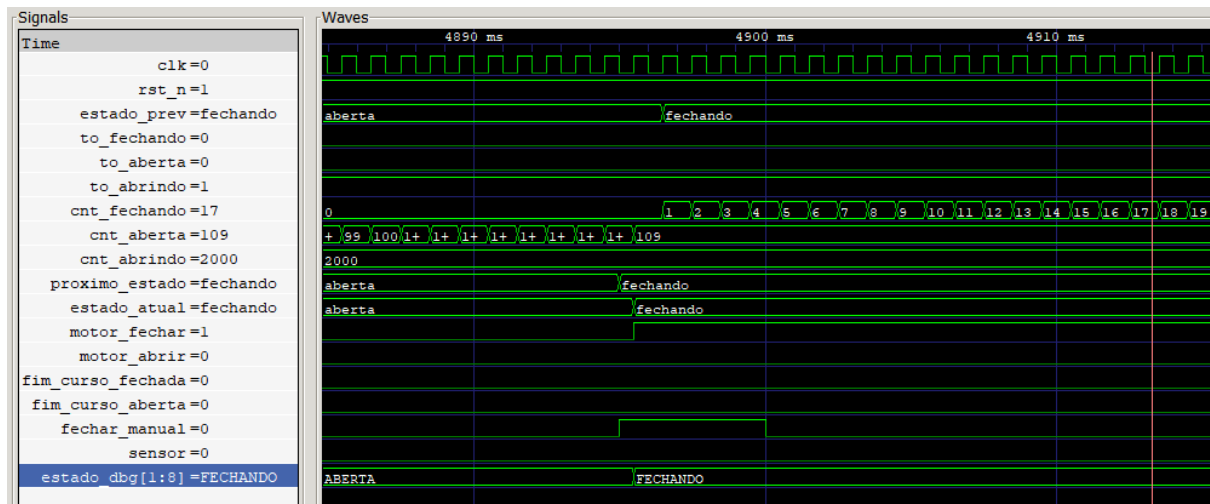 Signals
Waves
Time
4890 ms 4900 ms 4910 ms
clk=0
rst_n=1
estado_prev=fechando aberta fechando
to_fechando=0
to_aberta=0
to_abrindo=1
cnt_fechando=17 0 1 2 3 4 5 6 7 8 9 10 11 12 13 14 15 16 17 18 19
cnt_aberta=109 + 99 100 1+ 1+ 1+ 1+ 1+ 1+ 1+ 1+ 109
cnt_abrindo=2000 2000
proximo_estado=fechando aberta fechando
estado_atual=fechando aberta fechando
motor_fechar=1
motor_abrir=0
fim_curso_fechada=0
fim_curso_aberta=0
fechar_manual=0
sensor=0
estado_dbg[1:8]=FECHANDO ABERTA FECHANDO